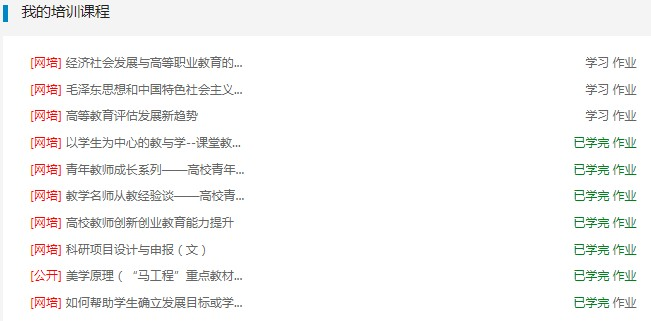 我的培训课程
[网培] 经济社会发展与高等职业教育的... 学习 作业
[网培] 毛泽东思想和中国特色社会主义... 学习 作业
[网培] 高等教育评估发展新趋势 学习 作业
[网培] 以学生为中心的教与学--课堂教... 已学完 作业
[网培] 青年教师成长系列——高校青年... 已学完 作业
[网培] 教学名师从教经验谈——高校青... 已学完 作业
[网培] 高校教师创新创业教育能力提升 已学完 作业
[网培] 科研项目设计与申报（文） 已学完 作业
[公开] 美学原理（“马工程”重点教材... 已学完 作业
[网培] 如何帮助学生确立发展目标或学... 已学完 作业